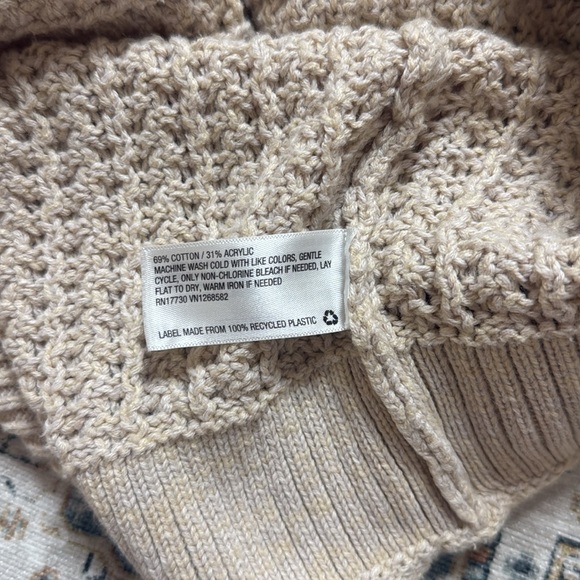 69% COTTON / 31% ACRYLIC
MACHINE WASH COLD WITH LIKE COLORS, GENTLE
CYCLE, ONLY NON-CHLORINE BLEACH IF NEEDED, LAY
FLAT TO DRY, WARM IRON IF NEEDED
RN17730 VN1268582
LABEL MADE FROM 100% RECYCLED PLASTIC